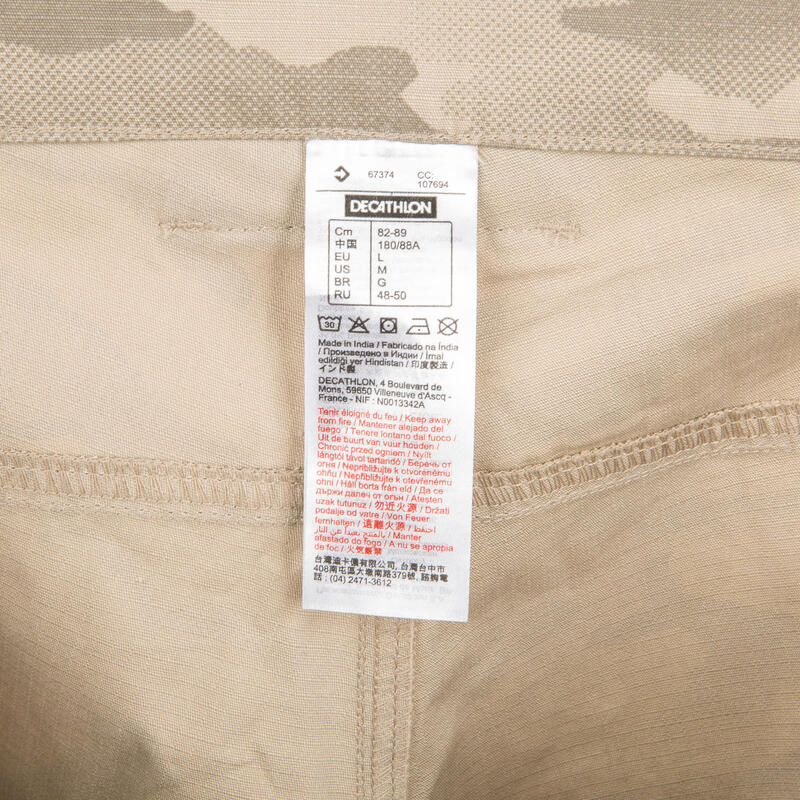 67374 CC:
107694
DECATHLON
Cm 82-89
中国 180/88A
EU L
US M
BR G
RU 48-50
30
Made in India / Fabricado na Índia
/ Произведено в Индии / İmal
edildiği yer Hindistan / 印度製造 /
インド製
DECATHLON, 4 Boulevard de
Mons, 59650 Villeneuve d'Ascq -
France - NIF : N0013342A
Tenir éloigné du feu / Keep away
from fire / Mantener alejado del
fuego / Tenere lontano dal fuoco /
Uit de buurt van vuur houden /
Chronić przed ogniem / Nyílt
lángtól távol tartandó / Беречь от
огня / Nepribližujte k otvorenému
ohňu / Nepřibližujte k otevřenému
ohni / Håll borta från eld / Да се
държи далеч от огън / Atesten
uzak tutunuz / 勿近火源 / Držati
podalje od vatre / Von Feuer
fernhalten / 遠離火源 / احتفظ
بالمنتج بعيداً عن النار / Manter
afastado do fogo / A nu se apropia
de foc / 火気厳禁
台灣迪卡儂有限公司, 台灣台中市
408南屯區大墩南路379號, 諮詢電
話 : (04) 2471-3612